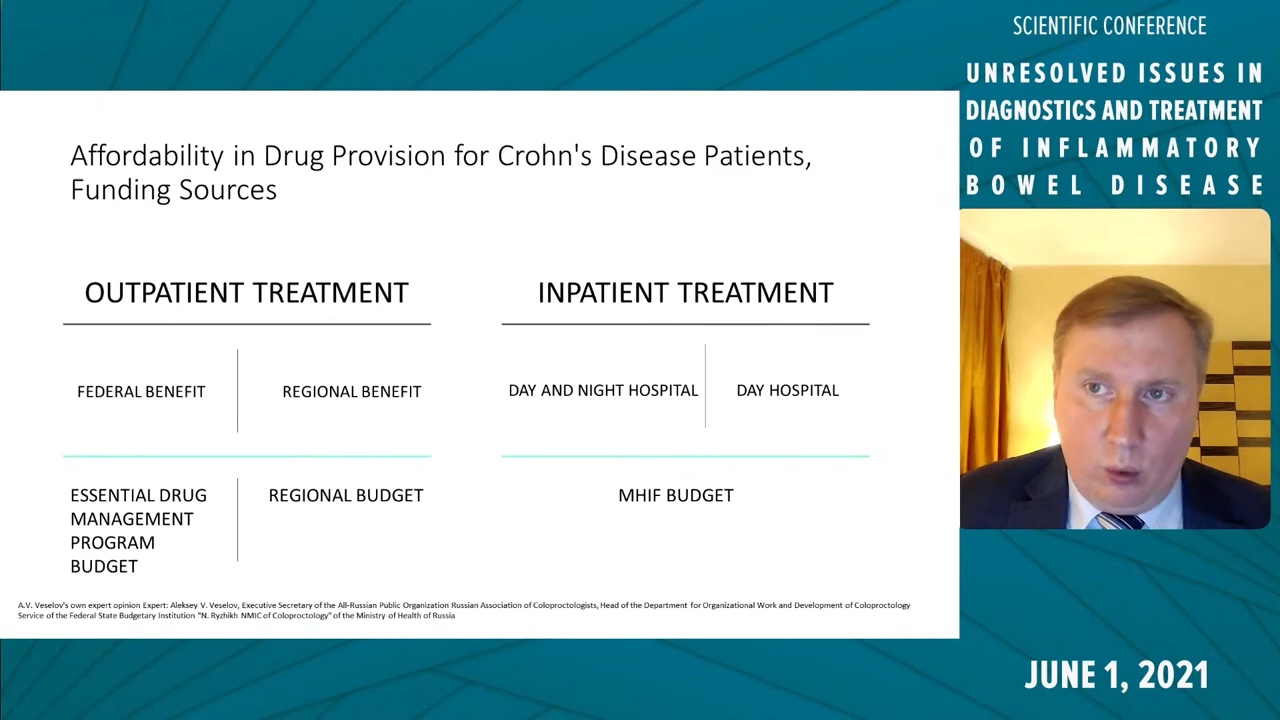 SCIENTIFIC CONFERENCE
UNRESOLVED ISSUES IN
DIAGNOSTICS AND TREATMENT
OF INFLAMMATORY
BOWEL DISEASE
Affordability in Drug Provision for Crohn's Disease Patients,
Funding Sources
OUTPATIENT TREATMENT
FEDERAL BENEFIT
REGIONAL BENEFIT
ESSENTIAL DRUG
MANAGEMENT
PROGRAM
BUDGET
REGIONAL BUDGET
INPATIENT TREATMENT
DAY AND NIGHT HOSPITAL
DAY HOSPITAL
MHIF BUDGET
A.V. Veselov's own expert opinion Expert: Aleksey V. Veselov, Executive Secretary of the All-Russian Public Organization Russian Association of Coloproctologists, Head of the Department for Organizational Work and Development of Coloproctology
Service of the Federal State Budgetary Institution "N. Ryzhikh NMIC of Coloproctology" of the Ministry of Health of Russia
JUNE 1, 2021